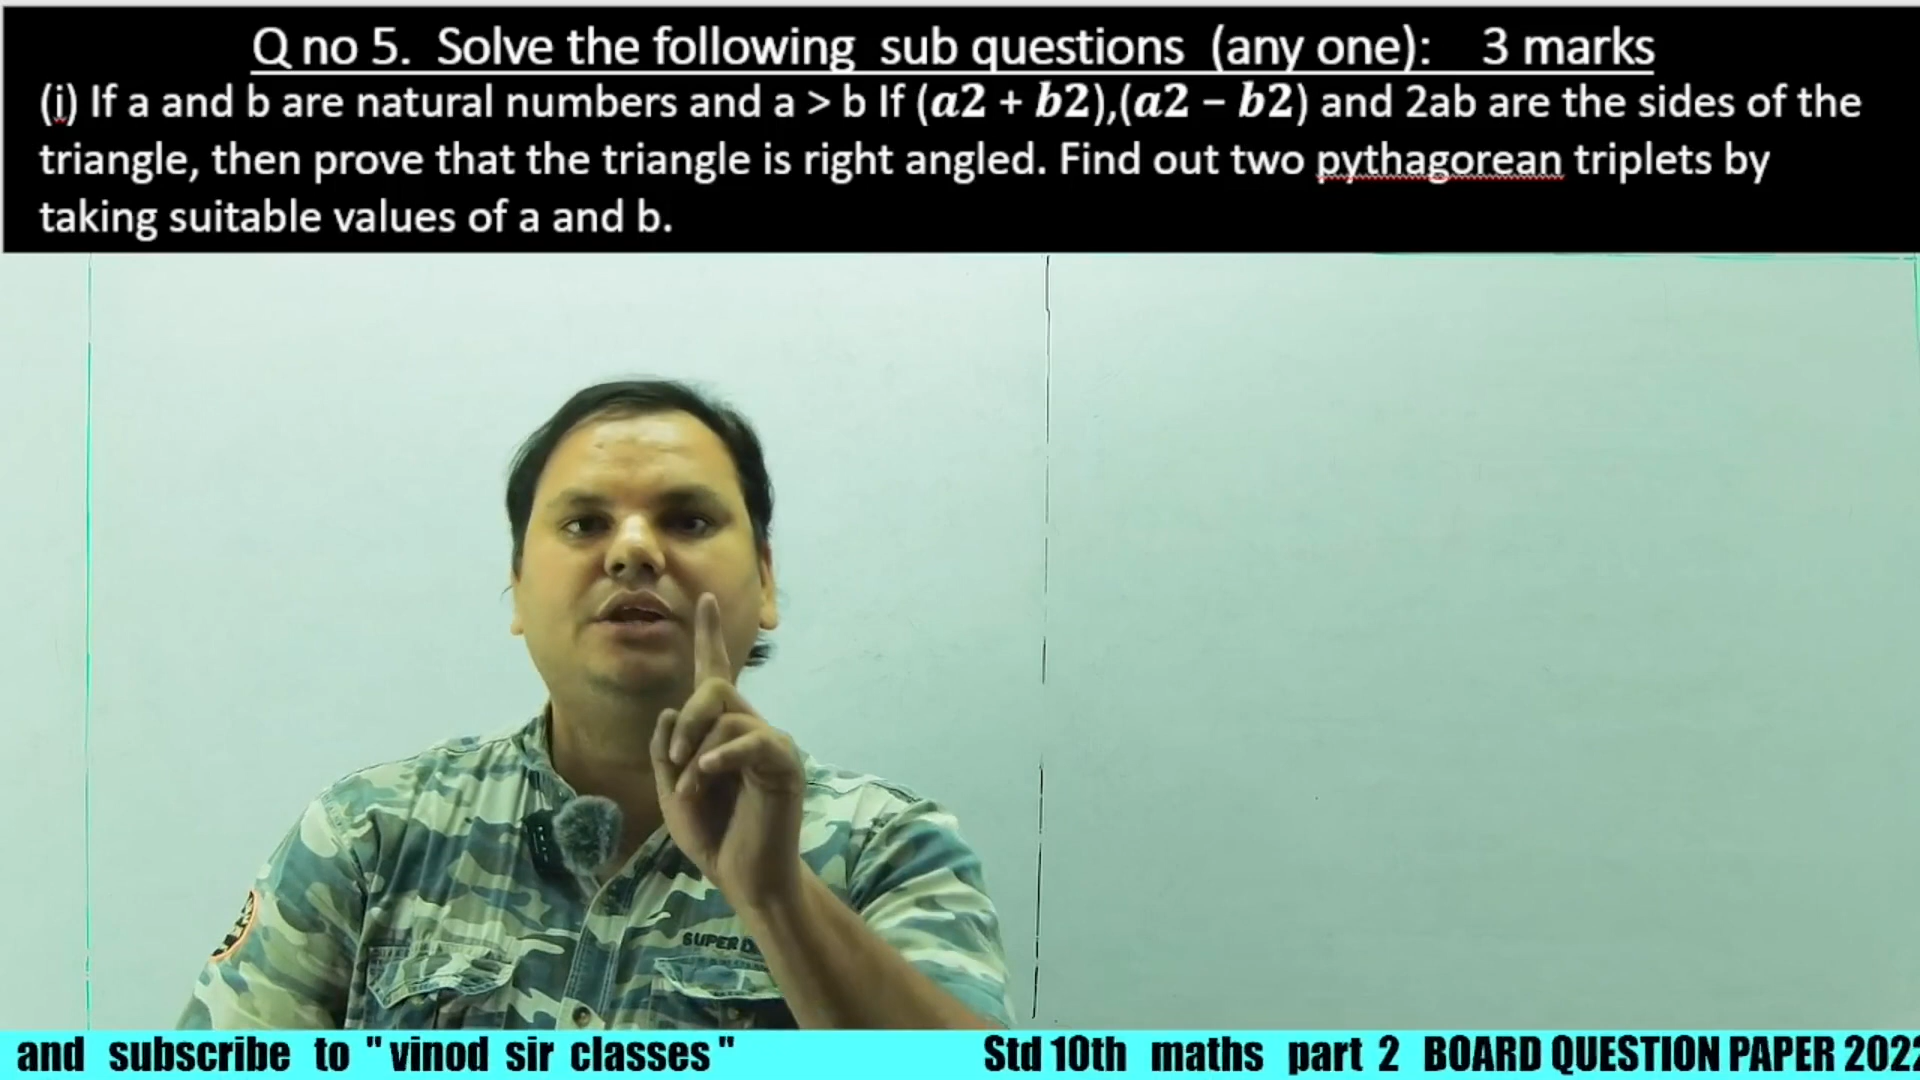 Q no 5.  Solve the following  sub questions  (any one):    3 marks
(i) If a and b are natural numbers and a > b If (a2 + b2),(a2 − b2) and 2ab are the sides of the
triangle, then prove that the triangle is right angled. Find out two pythagorean triplets by
taking suitable values of a and b.
SUPER
and subscribe to "vinod sir classes" Std 10th maths part 2 BOARD QUESTION PAPER 2022